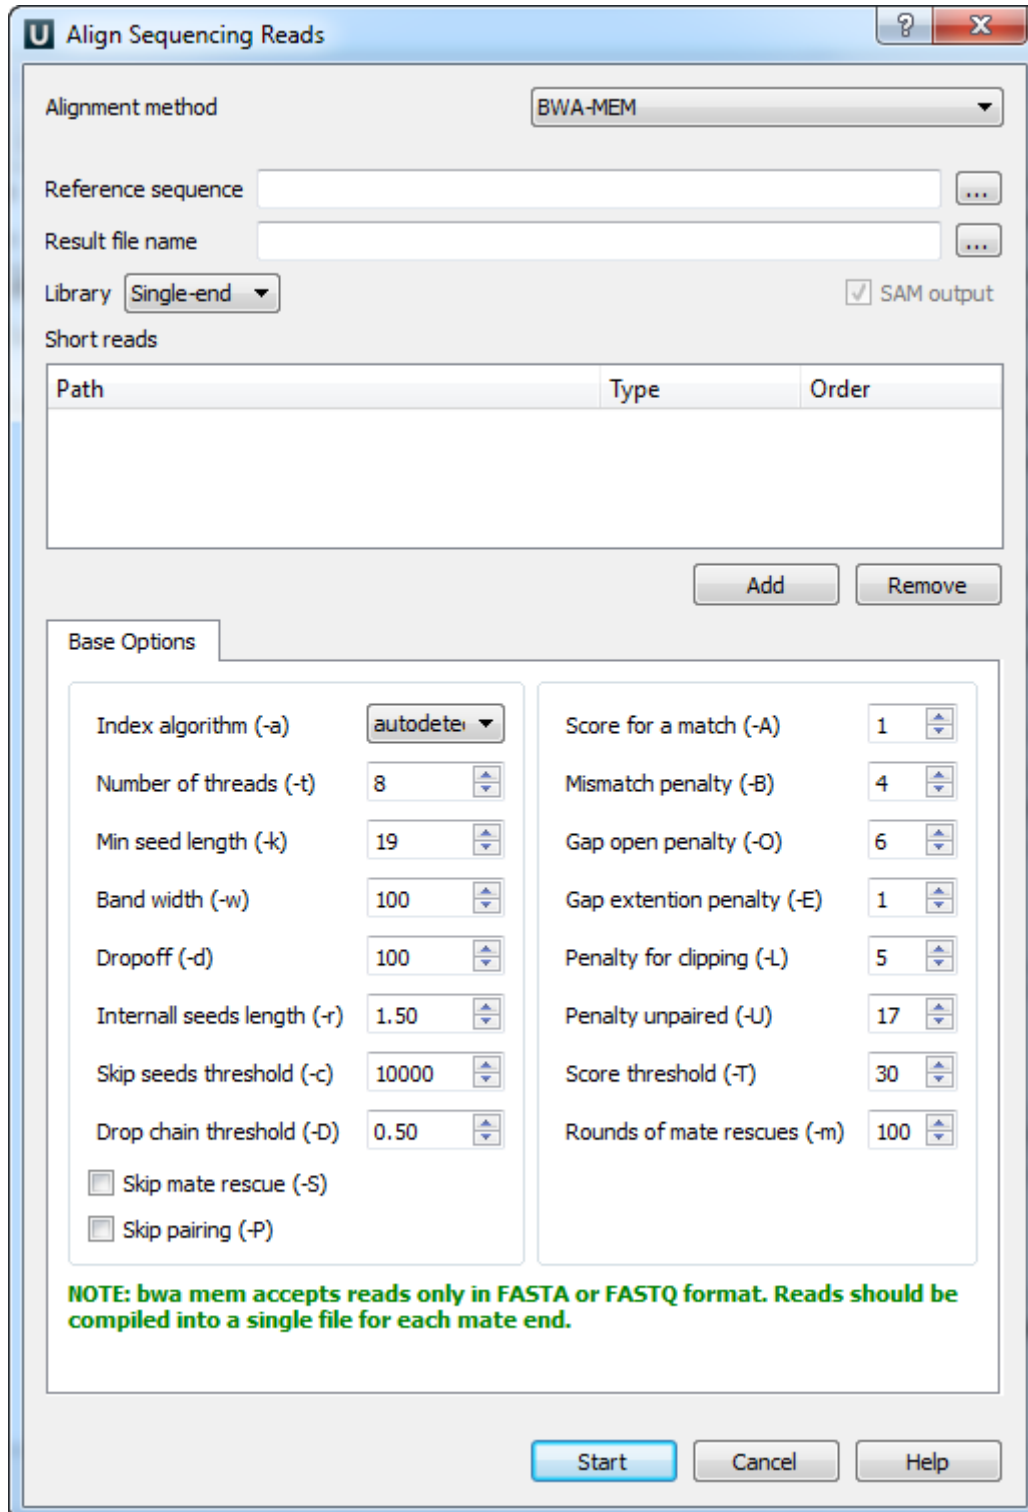 U Align Sequencing Reads ? X
Alignment method BWA-MEM
Reference sequence ...
Result file name ...
Library Single-end SAM output
Short reads
Path Type Order
Add Remove
Base Options
Index algorithm (-a) autodete
Number of threads (-t) 8
Min seed length (-k) 19
Band width (-w) 100
Dropoff (-d) 100
Internall seeds length (-r) 1.50
Skip seeds threshold (-c) 10000
Drop chain threshold (-D) 0.50
Skip mate rescue (-S)
Skip pairing (-P)
Score for a match (-A) 1
Mismatch penalty (-B) 4
Gap open penalty (-O) 6
Gap extention penalty (-E) 1
Penalty for clipping (-L) 5
Penalty unpaired (-U) 17
Score threshold (-T) 30
Rounds of mate rescues (-m) 100
NOTE: bwa mem accepts reads only in FASTA or FASTQ format. Reads should be
compiled into a single file for each mate end.
Start Cancel Help